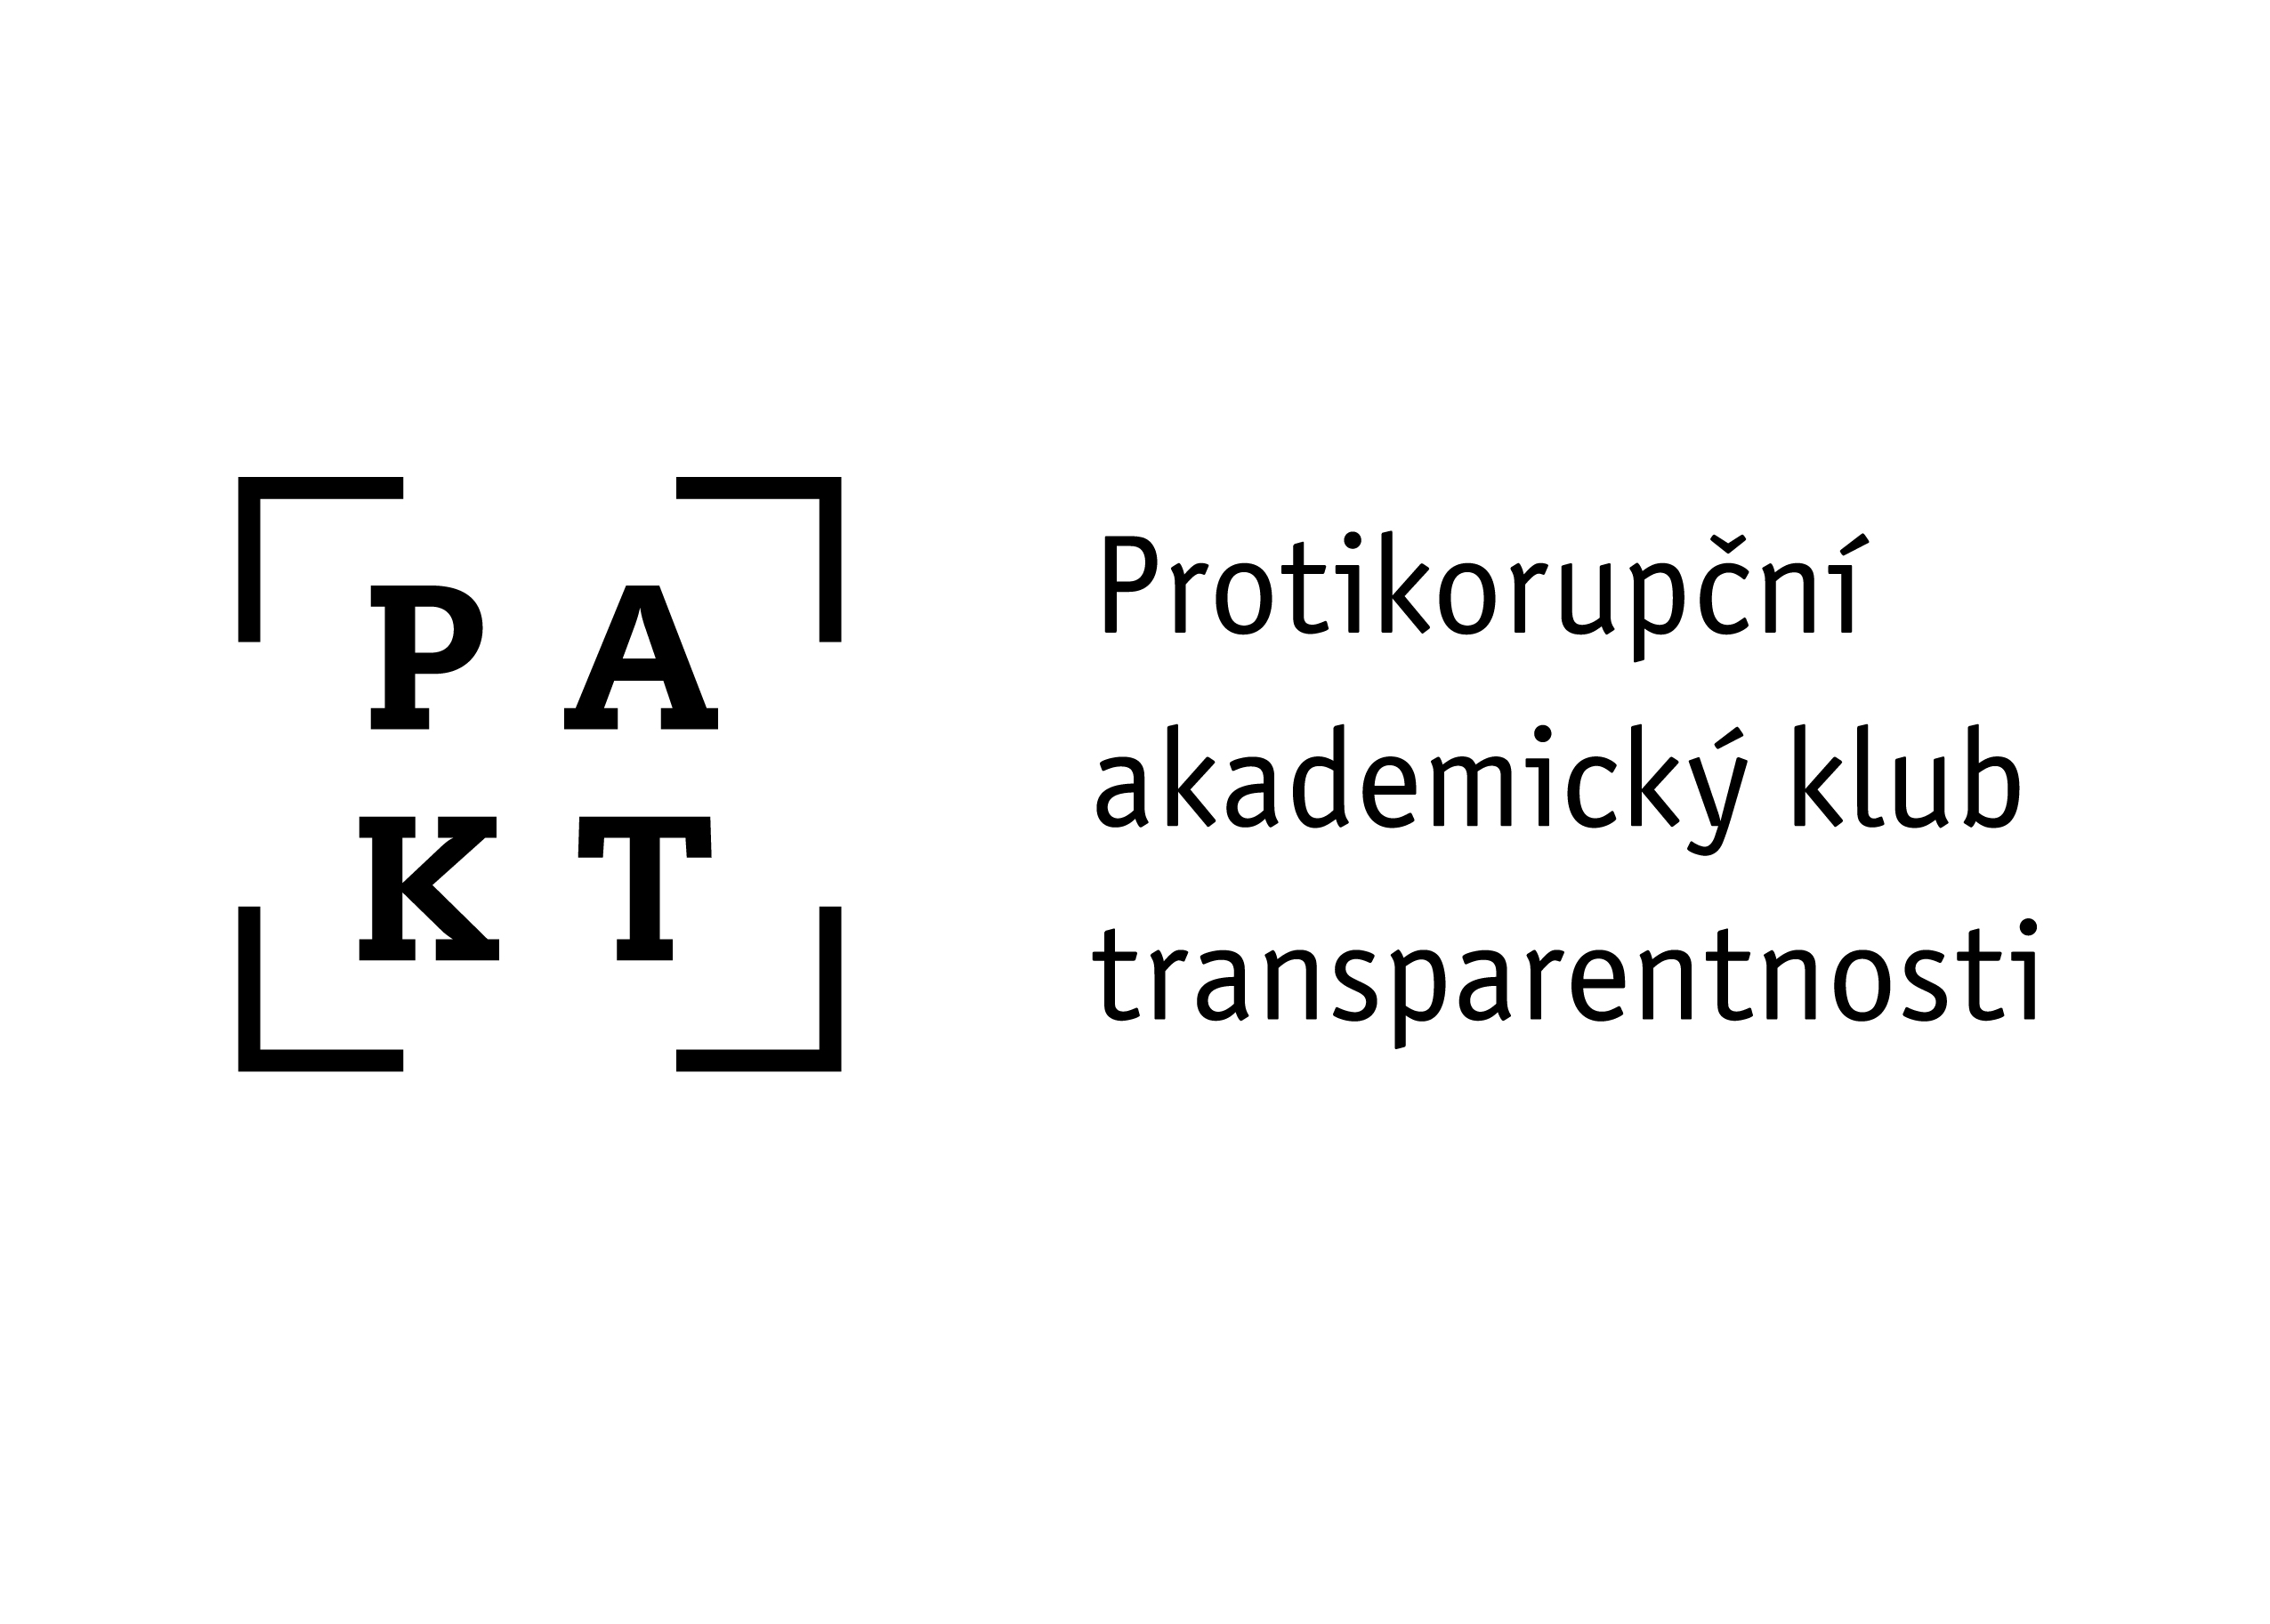 P A
K T
Protikorupční
akademický klub
transparentnosti